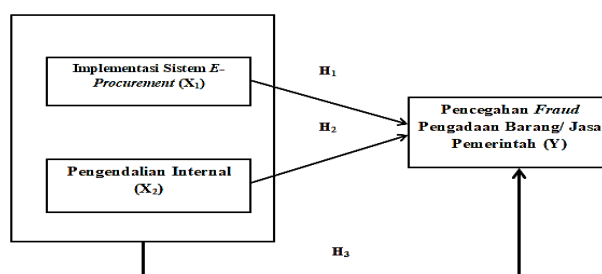 Implementasi Sistem E-
Procurement (X₁)
H₁
Pencegahan Fraud
Pengadaan Barang/ Jasa
Pemerintah (Y)
H₂
Pengendalian Internal
(X₂)
H₃